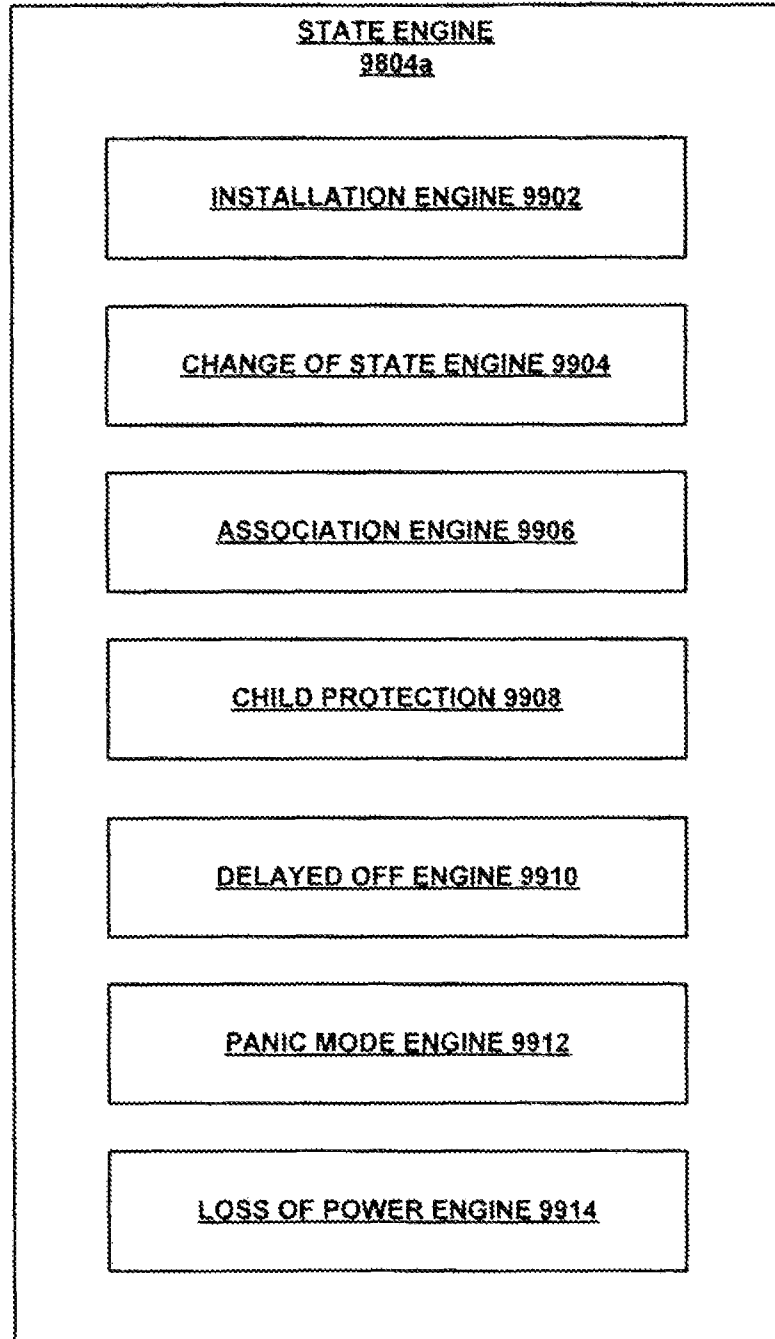 STATE ENGINE
9804a
INSTALLATION ENGINE 9902
CHANGE OF STATE ENGINE 9904
ASSOCIATION ENGINE 9906
CHILD PROTECTION 9908
DELAYED OFF ENGINE 9910
PANIC MODE ENGINE 9912
LOSS OF POWER ENGINE 9914